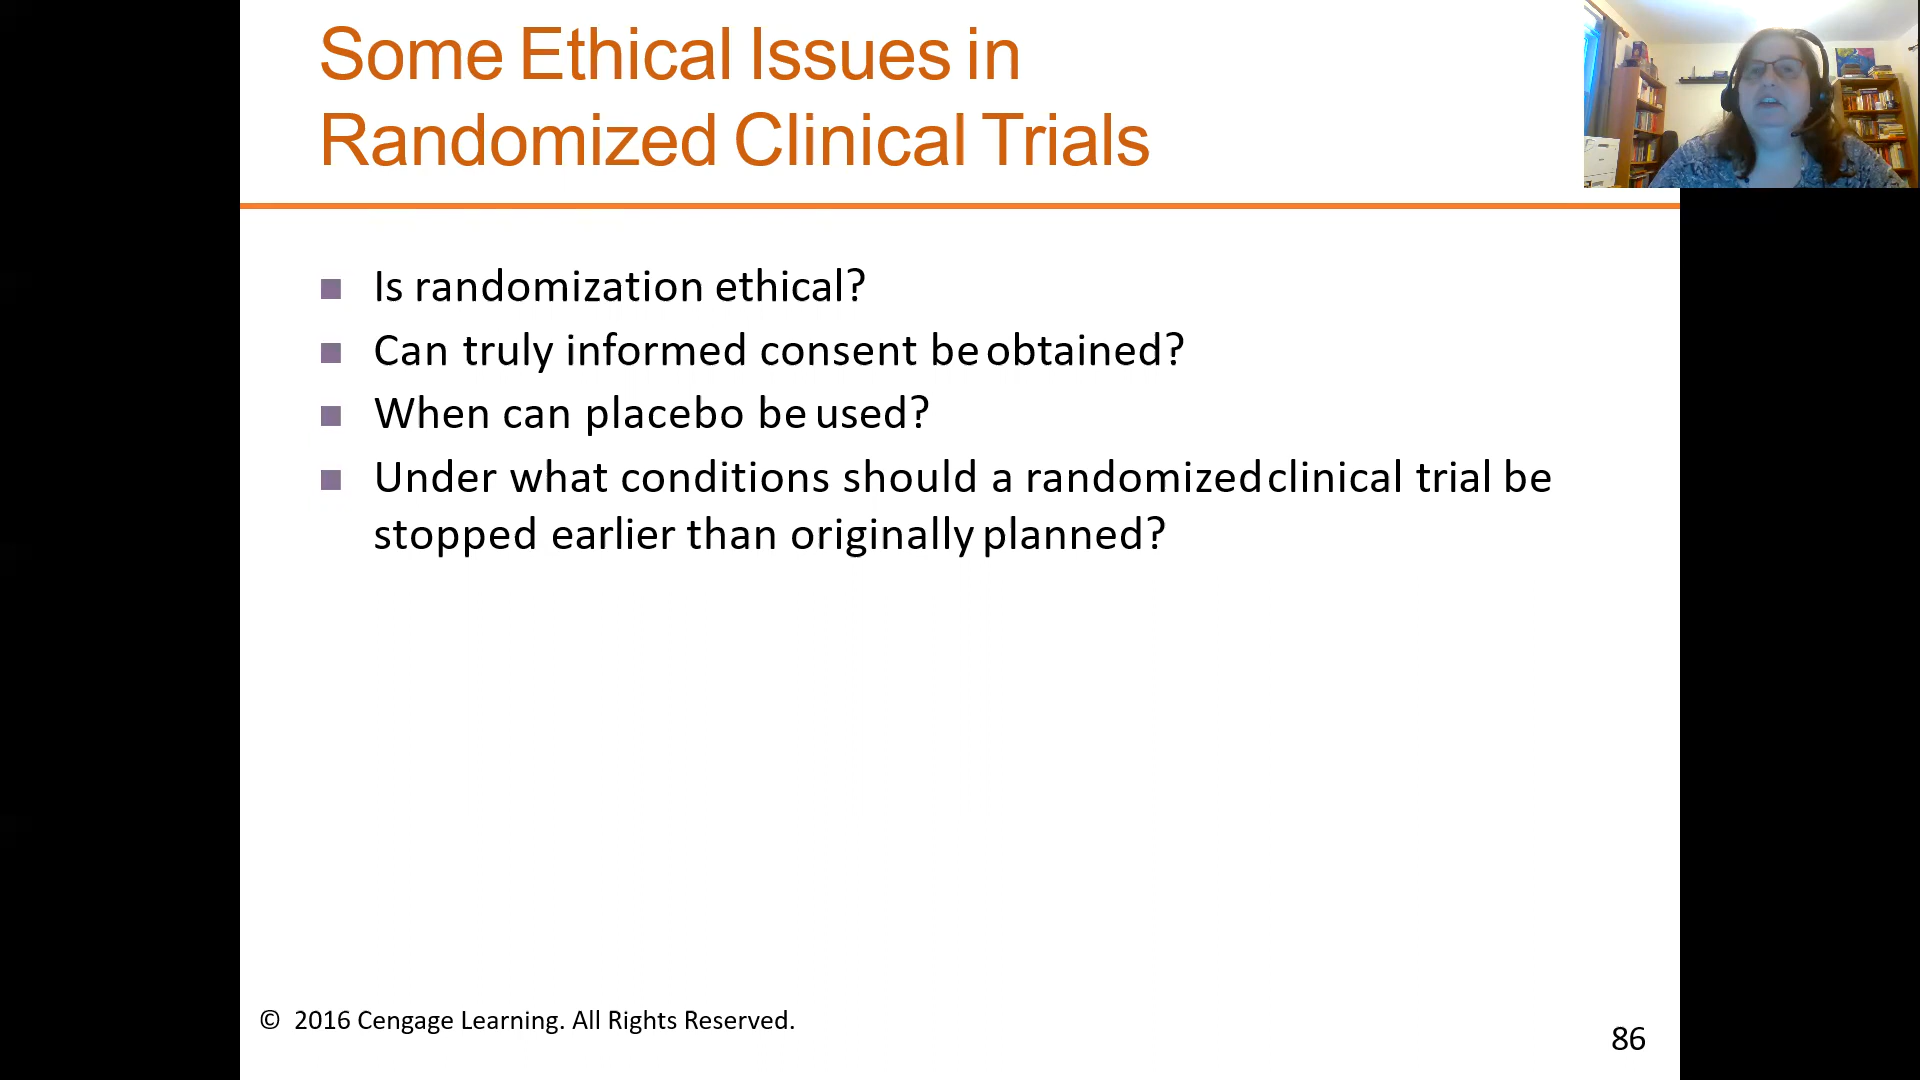 Some Ethical Issues in
Randomized Clinical Trials
Is randomization ethical?
Can truly informed consent be obtained?
When can placebo be used?
Under what conditions should a randomized clinical trial be
stopped earlier than originally planned?
© 2016 Cengage Learning. All Rights Reserved.
86